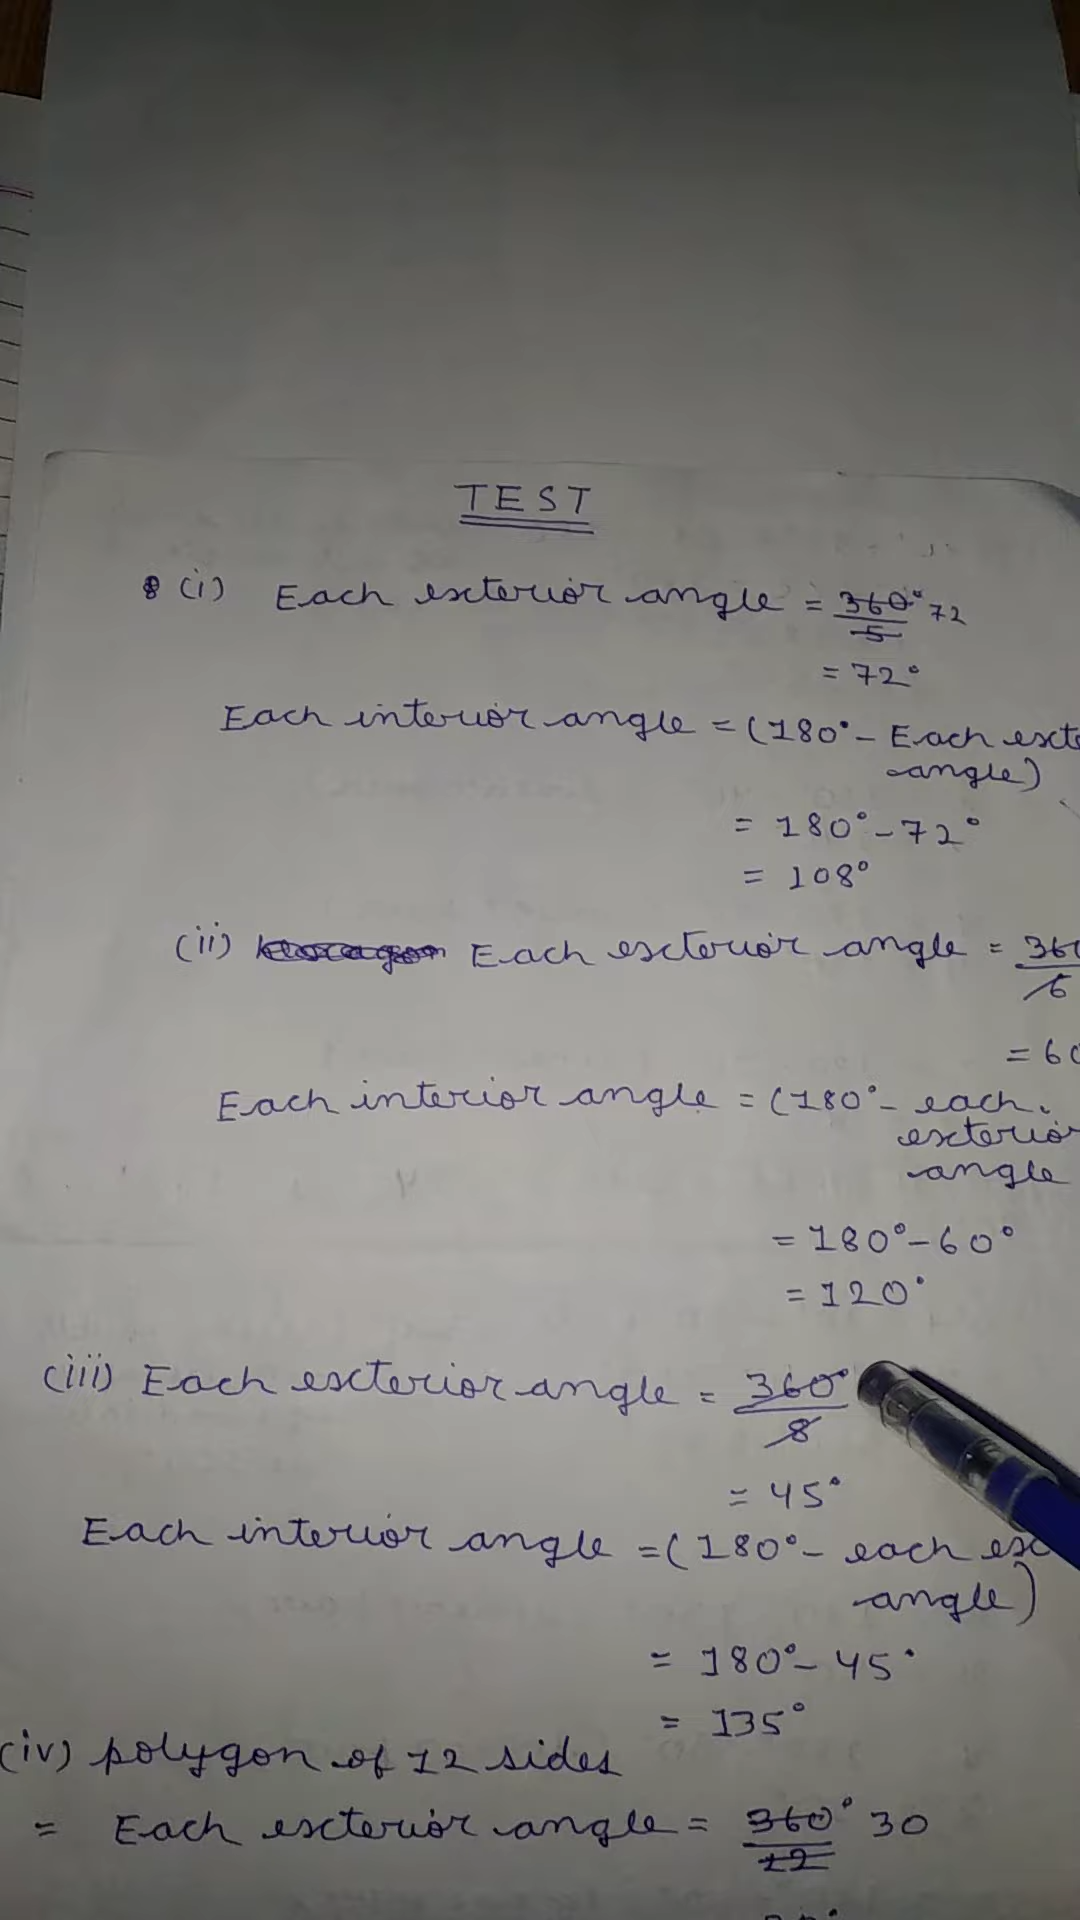 TEST
(i) Each exterior angle = 360° 72
5
= 72°
Each interior angle = (180° - Each exte
angle)
= 180° - 72°
= 108°
(ii) Each exterior angle = 360
6
= 60
Each interior angle = (180° - each
exterior
angle
= 180° - 60°
= 120°
(iii) Each exterior angle = 360°
8
= 45°
Each interior angle = (180° - each ex
angle)
= 180° - 45°
= 135°
(iv) polygon of 12 sides
= Each exterior angle = 360° 30
12